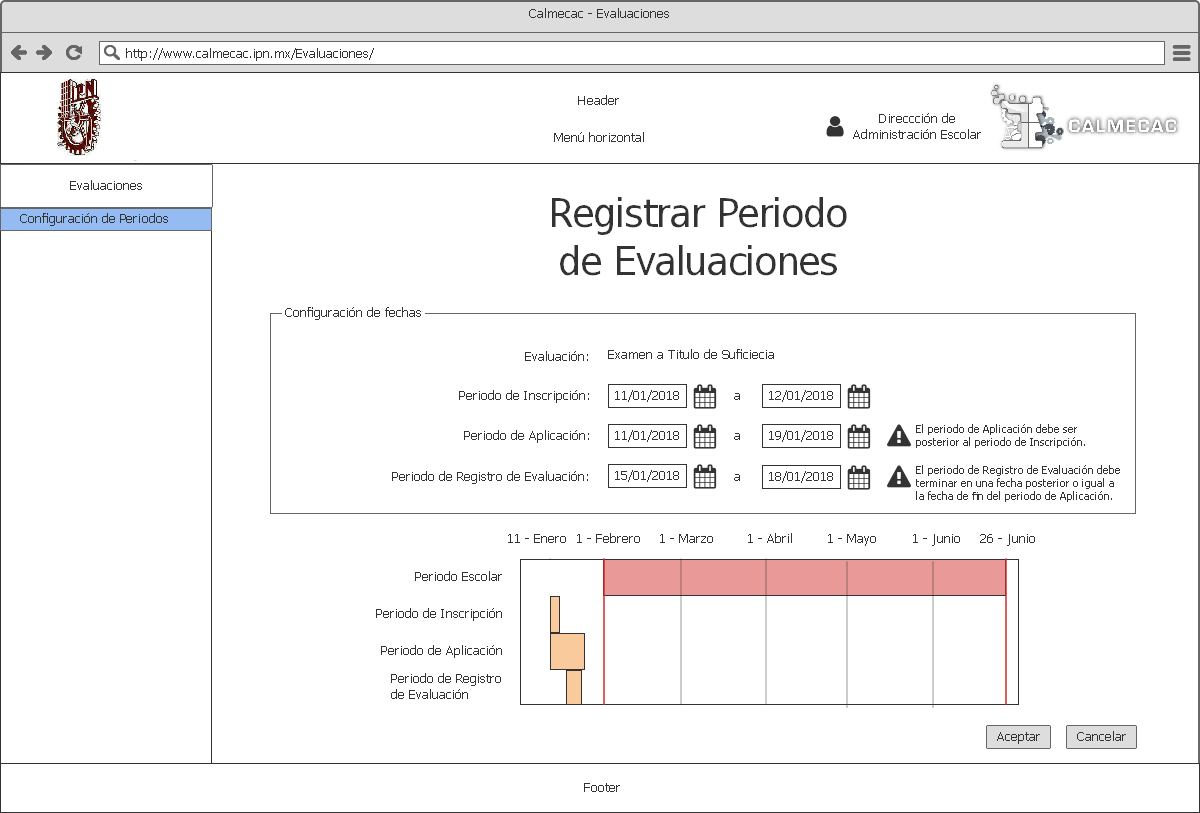 Calmecac - Evaluaciones
http://www.calmecac.ipn.mx/Evaluaciones/
IPN
Header
Menú horizontal
Direccción de
Administración Escolar
CALMECAC
Evaluaciones
Configuración de Periodos
Registrar Periodo
de Evaluaciones
Configuración de fechas
Evaluación: Examen a Titulo de Suficiecia
Periodo de Inscripción: 11/01/2018 a 12/01/2018
Periodo de Aplicación: 11/01/2018 a 19/01/2018
El periodo de Aplicación debe ser
posterior al periodo de Inscripción.
Periodo de Registro de Evaluación: 15/01/2018 a 18/01/2018
El periodo de Registro de Evaluación debe
terminar en una fecha posterior o igual a
la fecha de fin del periodo de Aplicación.
11 - Enero 1 - Febrero 1 - Marzo 1 - Abril 1 - Mayo 1 - Junio 26 - Junio
Periodo Escolar
Periodo de Inscripción
Periodo de Aplicación
Periodo de Registro
de Evaluación
Aceptar Cancelar
Footer